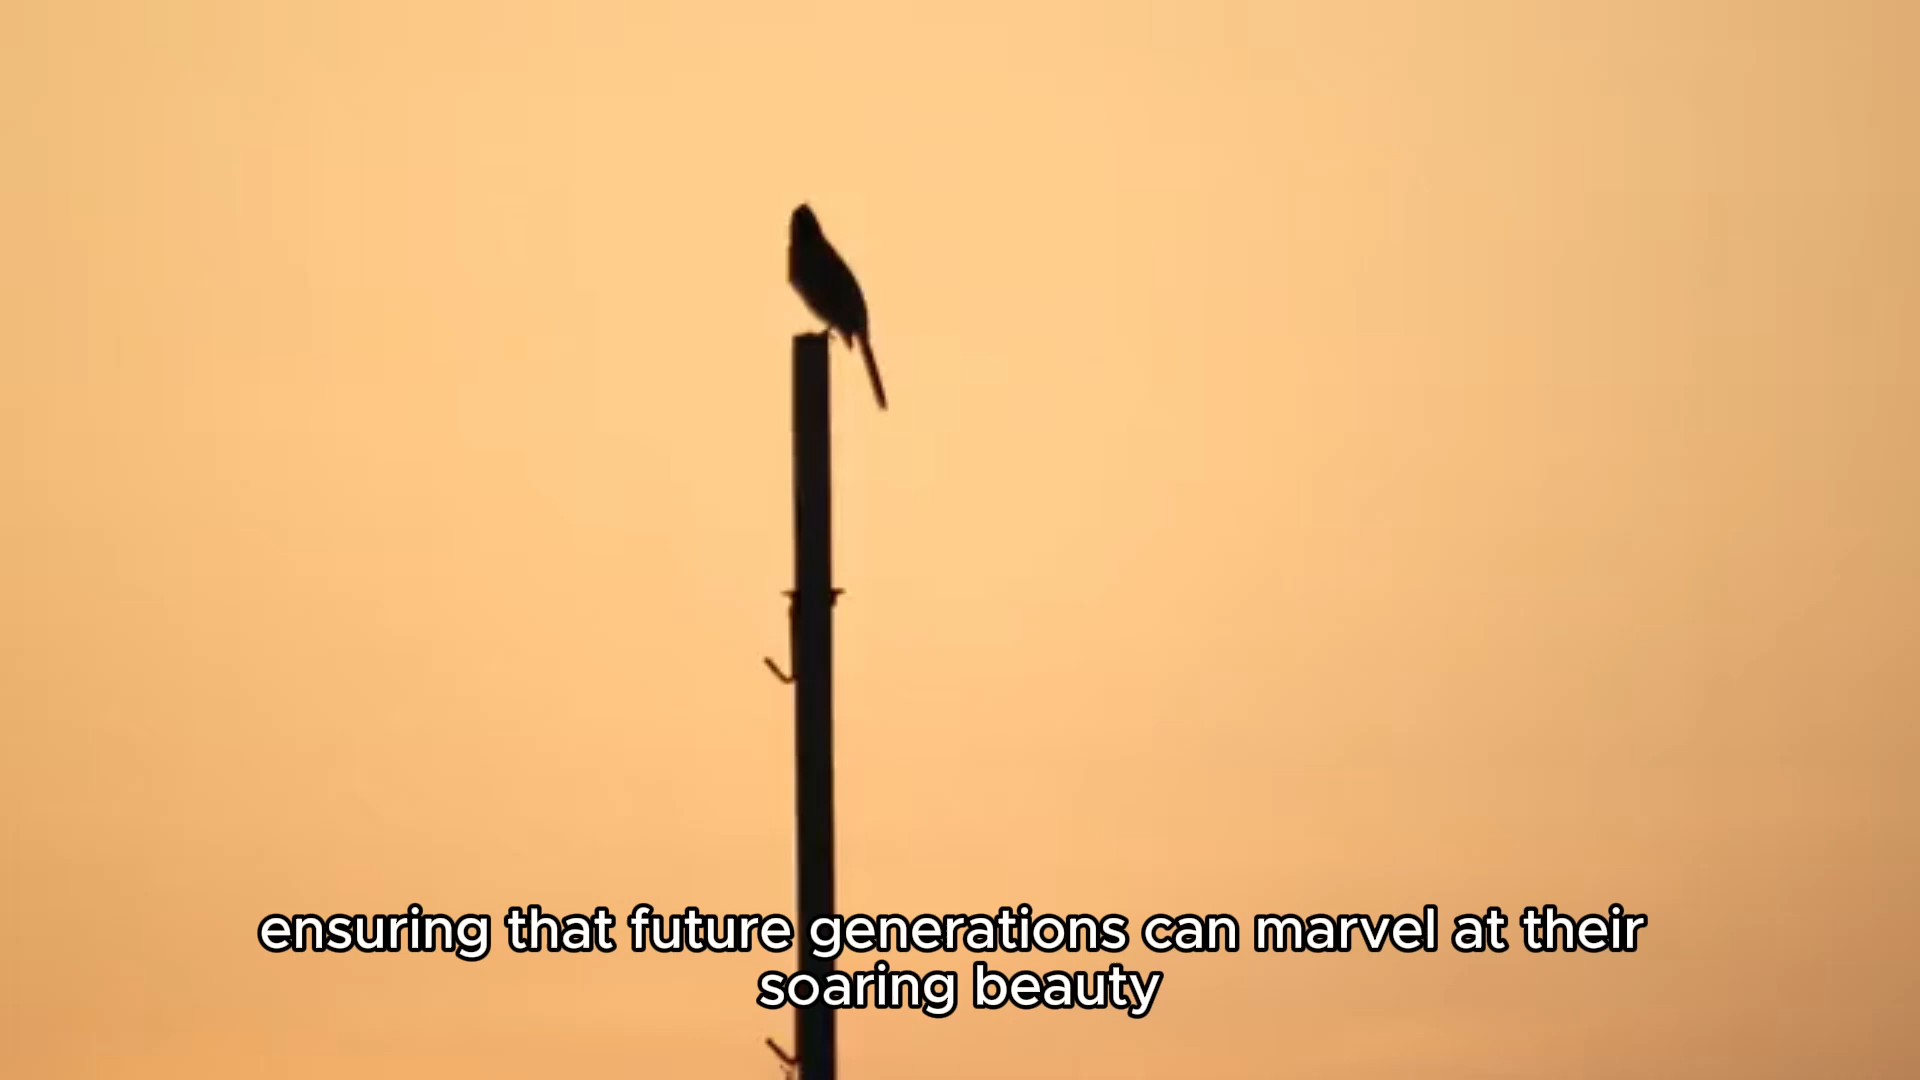 ensuring that future generations can marvel at their
soaring beauty